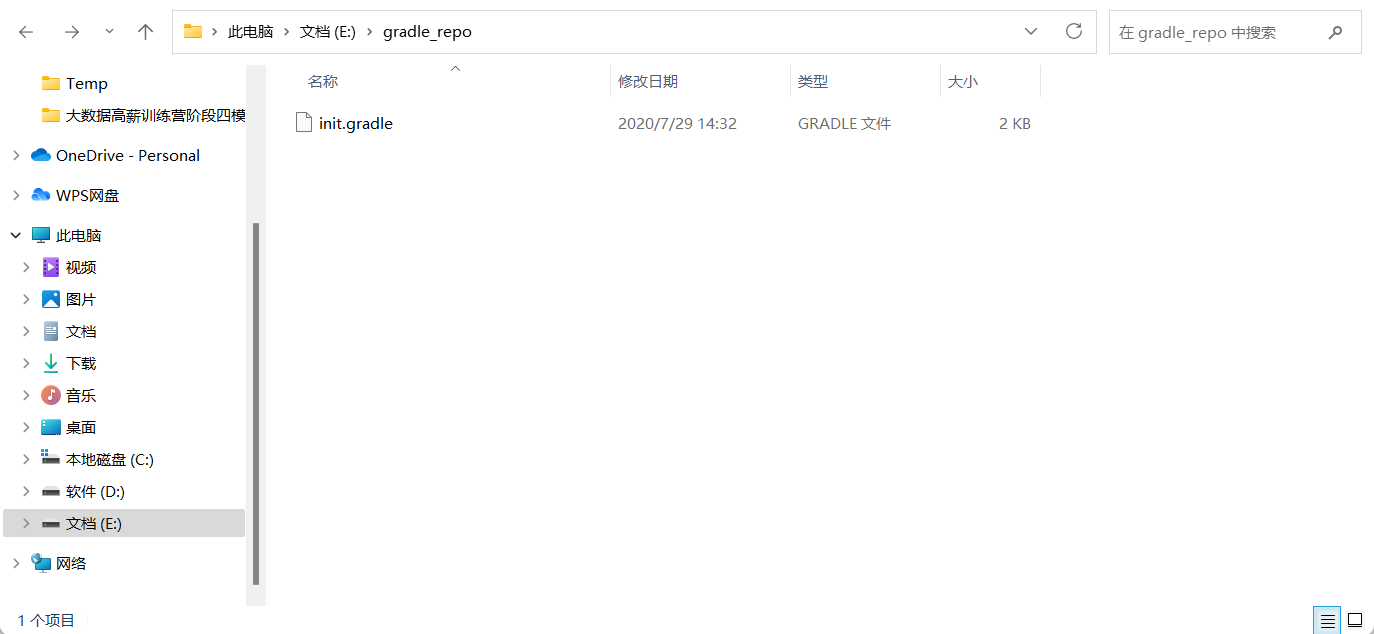 此电脑 文档 (E:) gradle_repo
在 gradle_repo 中搜索
Temp
大数据高薪训练营阶段四模
OneDrive - Personal
WPS网盘
此电脑
视频
图片
文档
下载
音乐
桌面
本地磁盘 (C:)
软件 (D:)
文档 (E:)
网络
名称 修改日期 类型 大小
init.gradle 2020/7/29 14:32 GRADLE 文件 2 KB
1 个项目